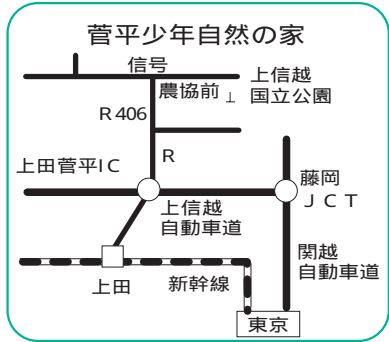 菅平少年自然の家
信号
農協前
上信越
国立公園
R406
R
上田菅平IC
藤岡
JCT
上信越
自動車道
関越
自動車道
新幹線
上田
東京